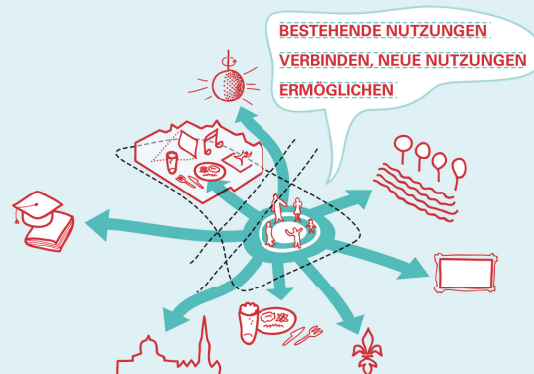 BESTEHENDE NUTZUNGEN
VERBINDEN, NEUE NUTZUNGEN
ERMÖGLICHEN